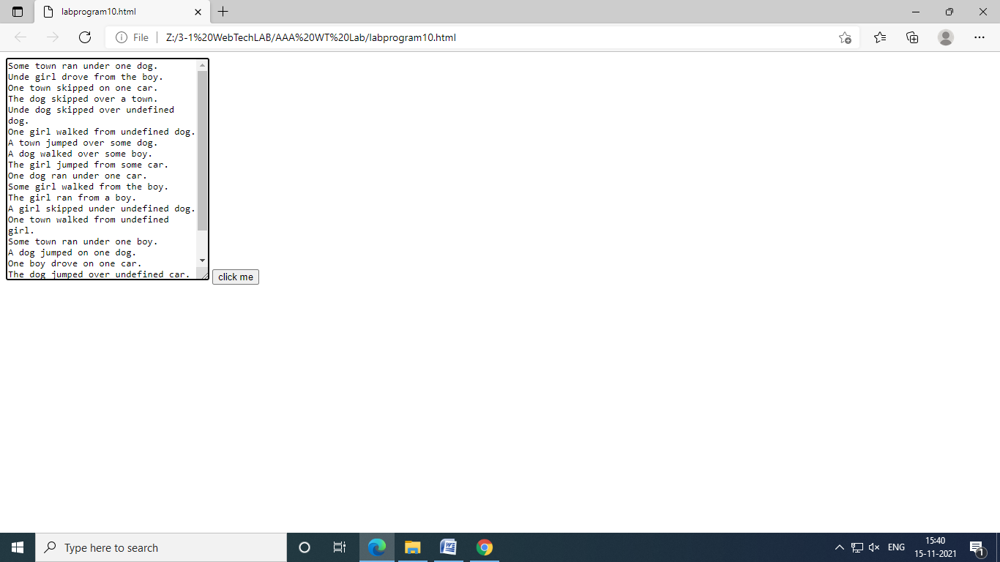 labprogram10.html
File
Z:/3-1%20WebTechLAB/AAA%20WT%20Lab/labprogram10.html
Some town ran under one dog.
Unde girl drove from the boy.
One town skipped on one car.
The dog skipped over a town.
Unde dog skipped over undefined
dog.
One girl walked from undefined dog.
A town jumped over some dog.
A dog walked over some boy.
The girl jumped from some car.
One dog ran under one car.
Some girl walked from the boy.
The girl ran from a boy.
A girl skipped under undefined dog.
One town walked from undefined
girl.
Some town ran under one boy.
A dog jumped on one dog.
One boy drove on one car.
The dog jumped over undefined car.
click me
Type here to search
W
ENG
15:40
15-11-2021
1